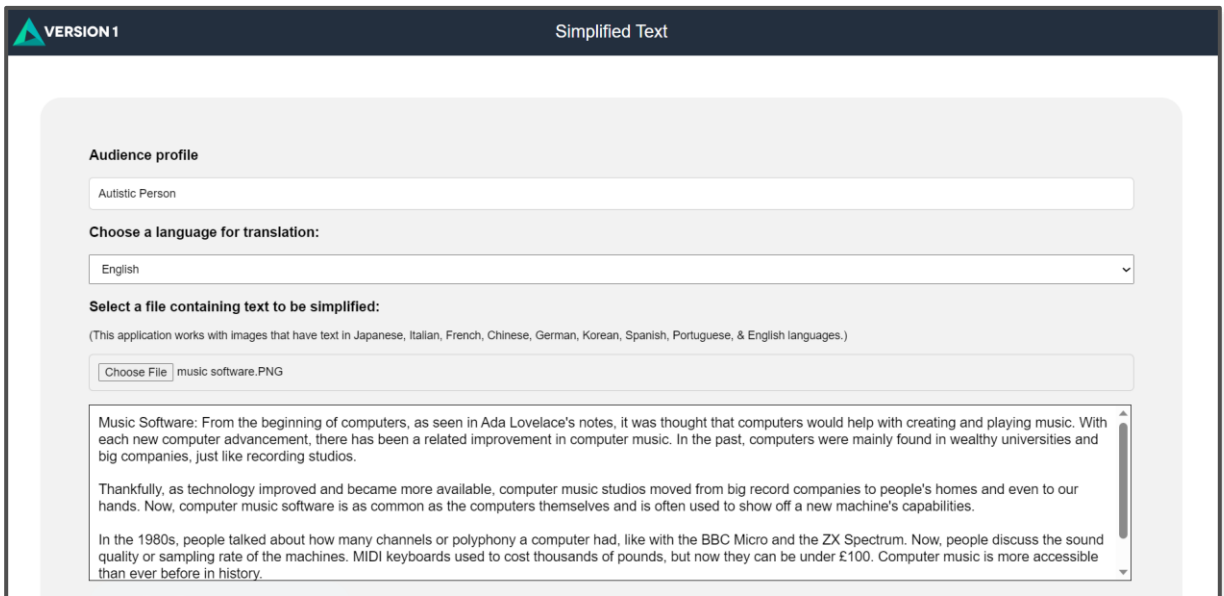 VERSION 1
Simplified Text
Audience profile
Autistic Person
Choose a language for translation:
English
Select a file containing text to be simplified:
(This application works with images that have text in Japanese, Italian, French, Chinese, German, Korean, Spanish, Portuguese, & English languages.)
Choose File music software.PNG
Music Software: From the beginning of computers, as seen in Ada Lovelace's notes, it was thought that computers would help with creating and playing music. With
each new computer advancement, there has been a related improvement in computer music. In the past, computers were mainly found in wealthy universities and
big companies, just like recording studios.
Thankfully, as technology improved and became more available, computer music studios moved from big record companies to people's homes and even to our
hands. Now, computer music software is as common as the computers themselves and is often used to show off a new machine's capabilities.
In the 1980s, people talked about how many channels or polyphony a computer had, like with the BBC Micro and the ZX Spectrum. Now, people discuss the sound
quality or sampling rate of the machines. MIDI keyboards used to cost thousands of pounds, but now they can be under £100. Computer music is more accessible
than ever before in history.